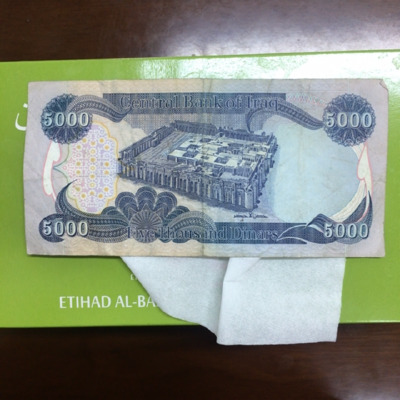 5000 Central Bank of Iraq 5000
5000 Five Thousand Dinars 5000
ETIHAD AL-BA